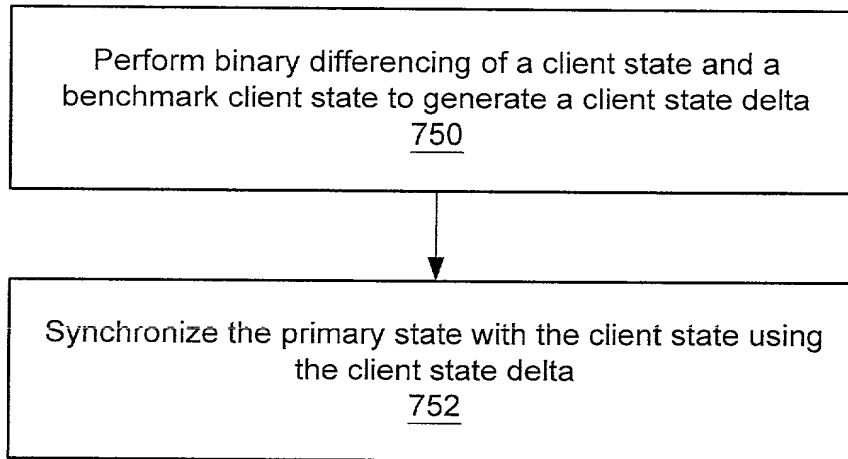 Perform binary differencing of a client state and a
benchmark client state to generate a client state delta
750
Synchronize the primary state with the client state using
the client state delta
752